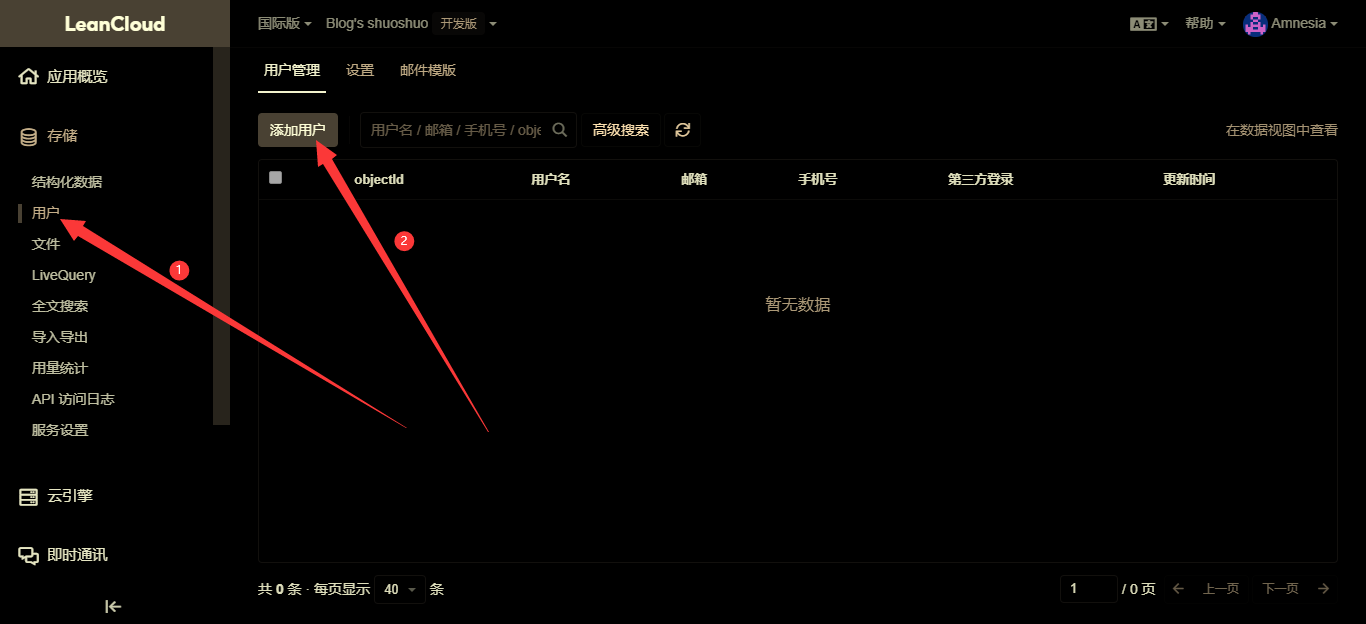 LeanCloud
国际版 Blog's shuoshuo 开发版
A 文 帮助 Amnesia
应用概览
存储
结构化数据
用户
文件
LiveQuery
全文搜索
导入导出
用量统计
API 访问日志
服务设置
云引擎
即时通讯
用户管理 设置 邮件模版
添加用户 用户名 / 邮箱 / 手机号 / obje 高级搜索 在数据视图中查看
objectId 用户名 邮箱 手机号 第三方登录 更新时间
1
2
暂无数据
共 0 条 · 每页显示 40 条 1 / 0 页 上一页 下一页